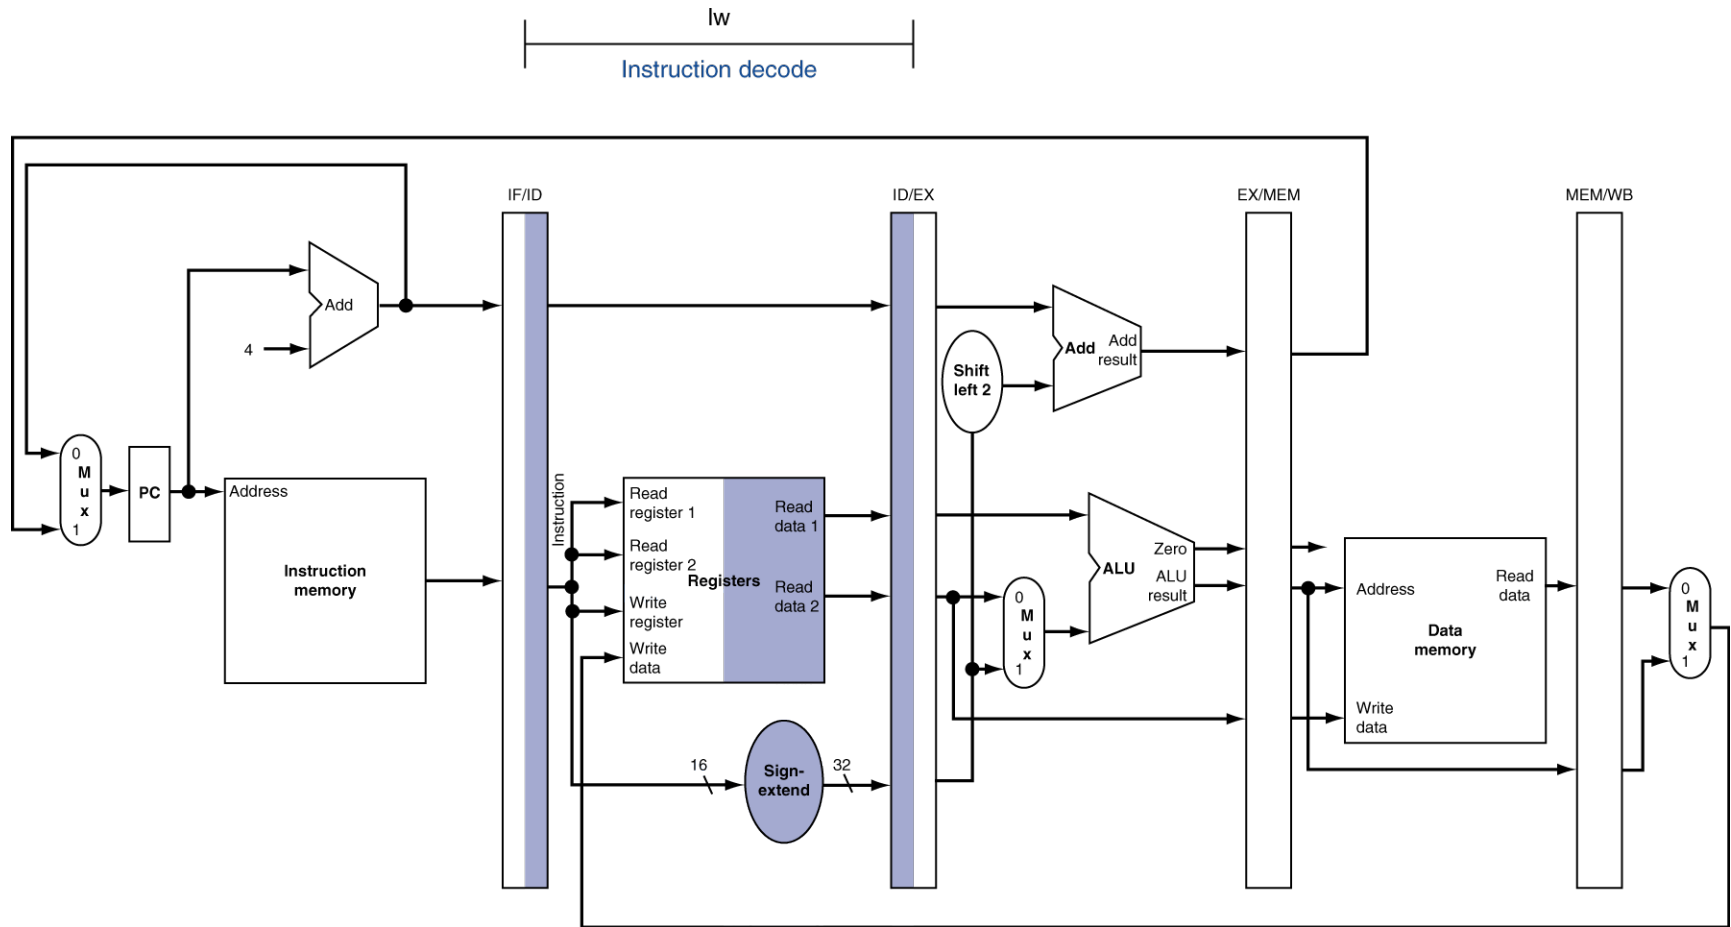 lw
Instruction decode
IF/ID
ID/EX
EX/MEM
MEM/WB
Add
4
Shift
left 2
Add
Add
result
0
M
u
x
1
PC
Address
Instruction
memory
Instruction
Read
register 1
Read
register 2
Registers
Write
register
Write
data
Read
data 1
Read
data 2
16
Sign-
extend
32
0
M
u
x
1
ALU
Zero
ALU
result
Address
Read
data
Data
memory
Write
data
0
M
u
x
1